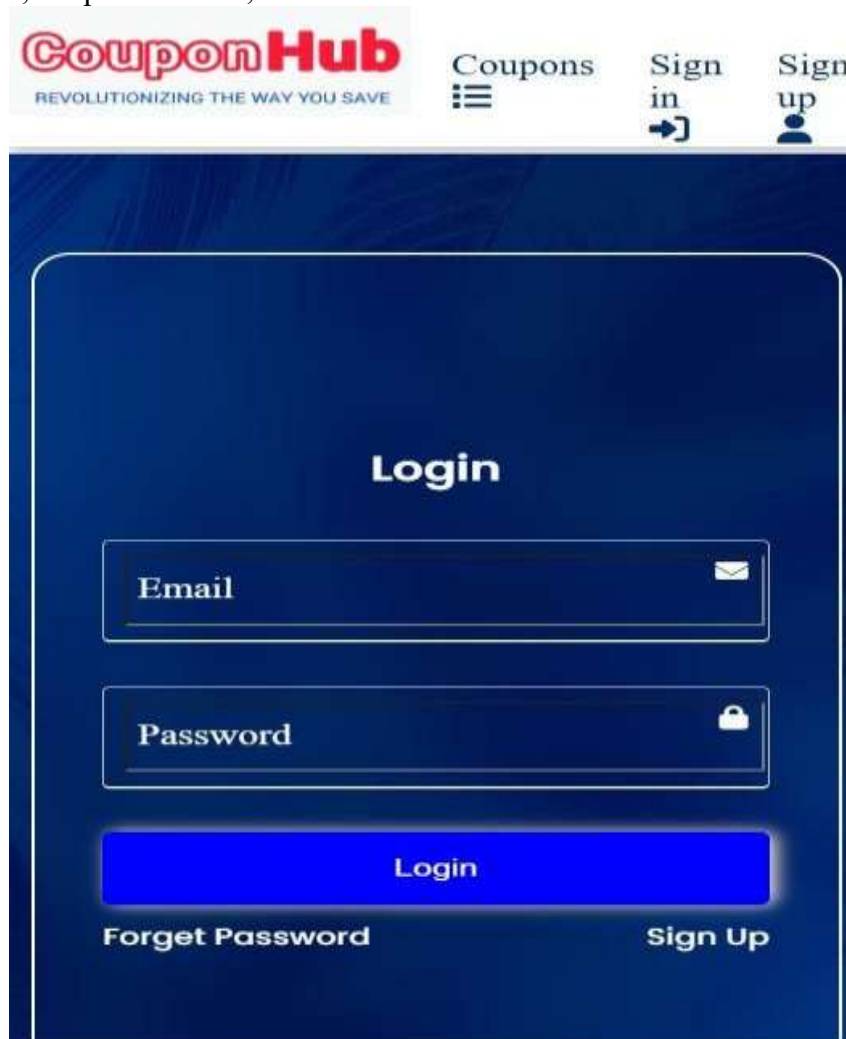 CouponHub
REVOLUTIONIZING THE WAY YOU SAVE
Coupons
Sign
in
Sign
up
Login
Email
Password
Login
Forget Password
Sign Up